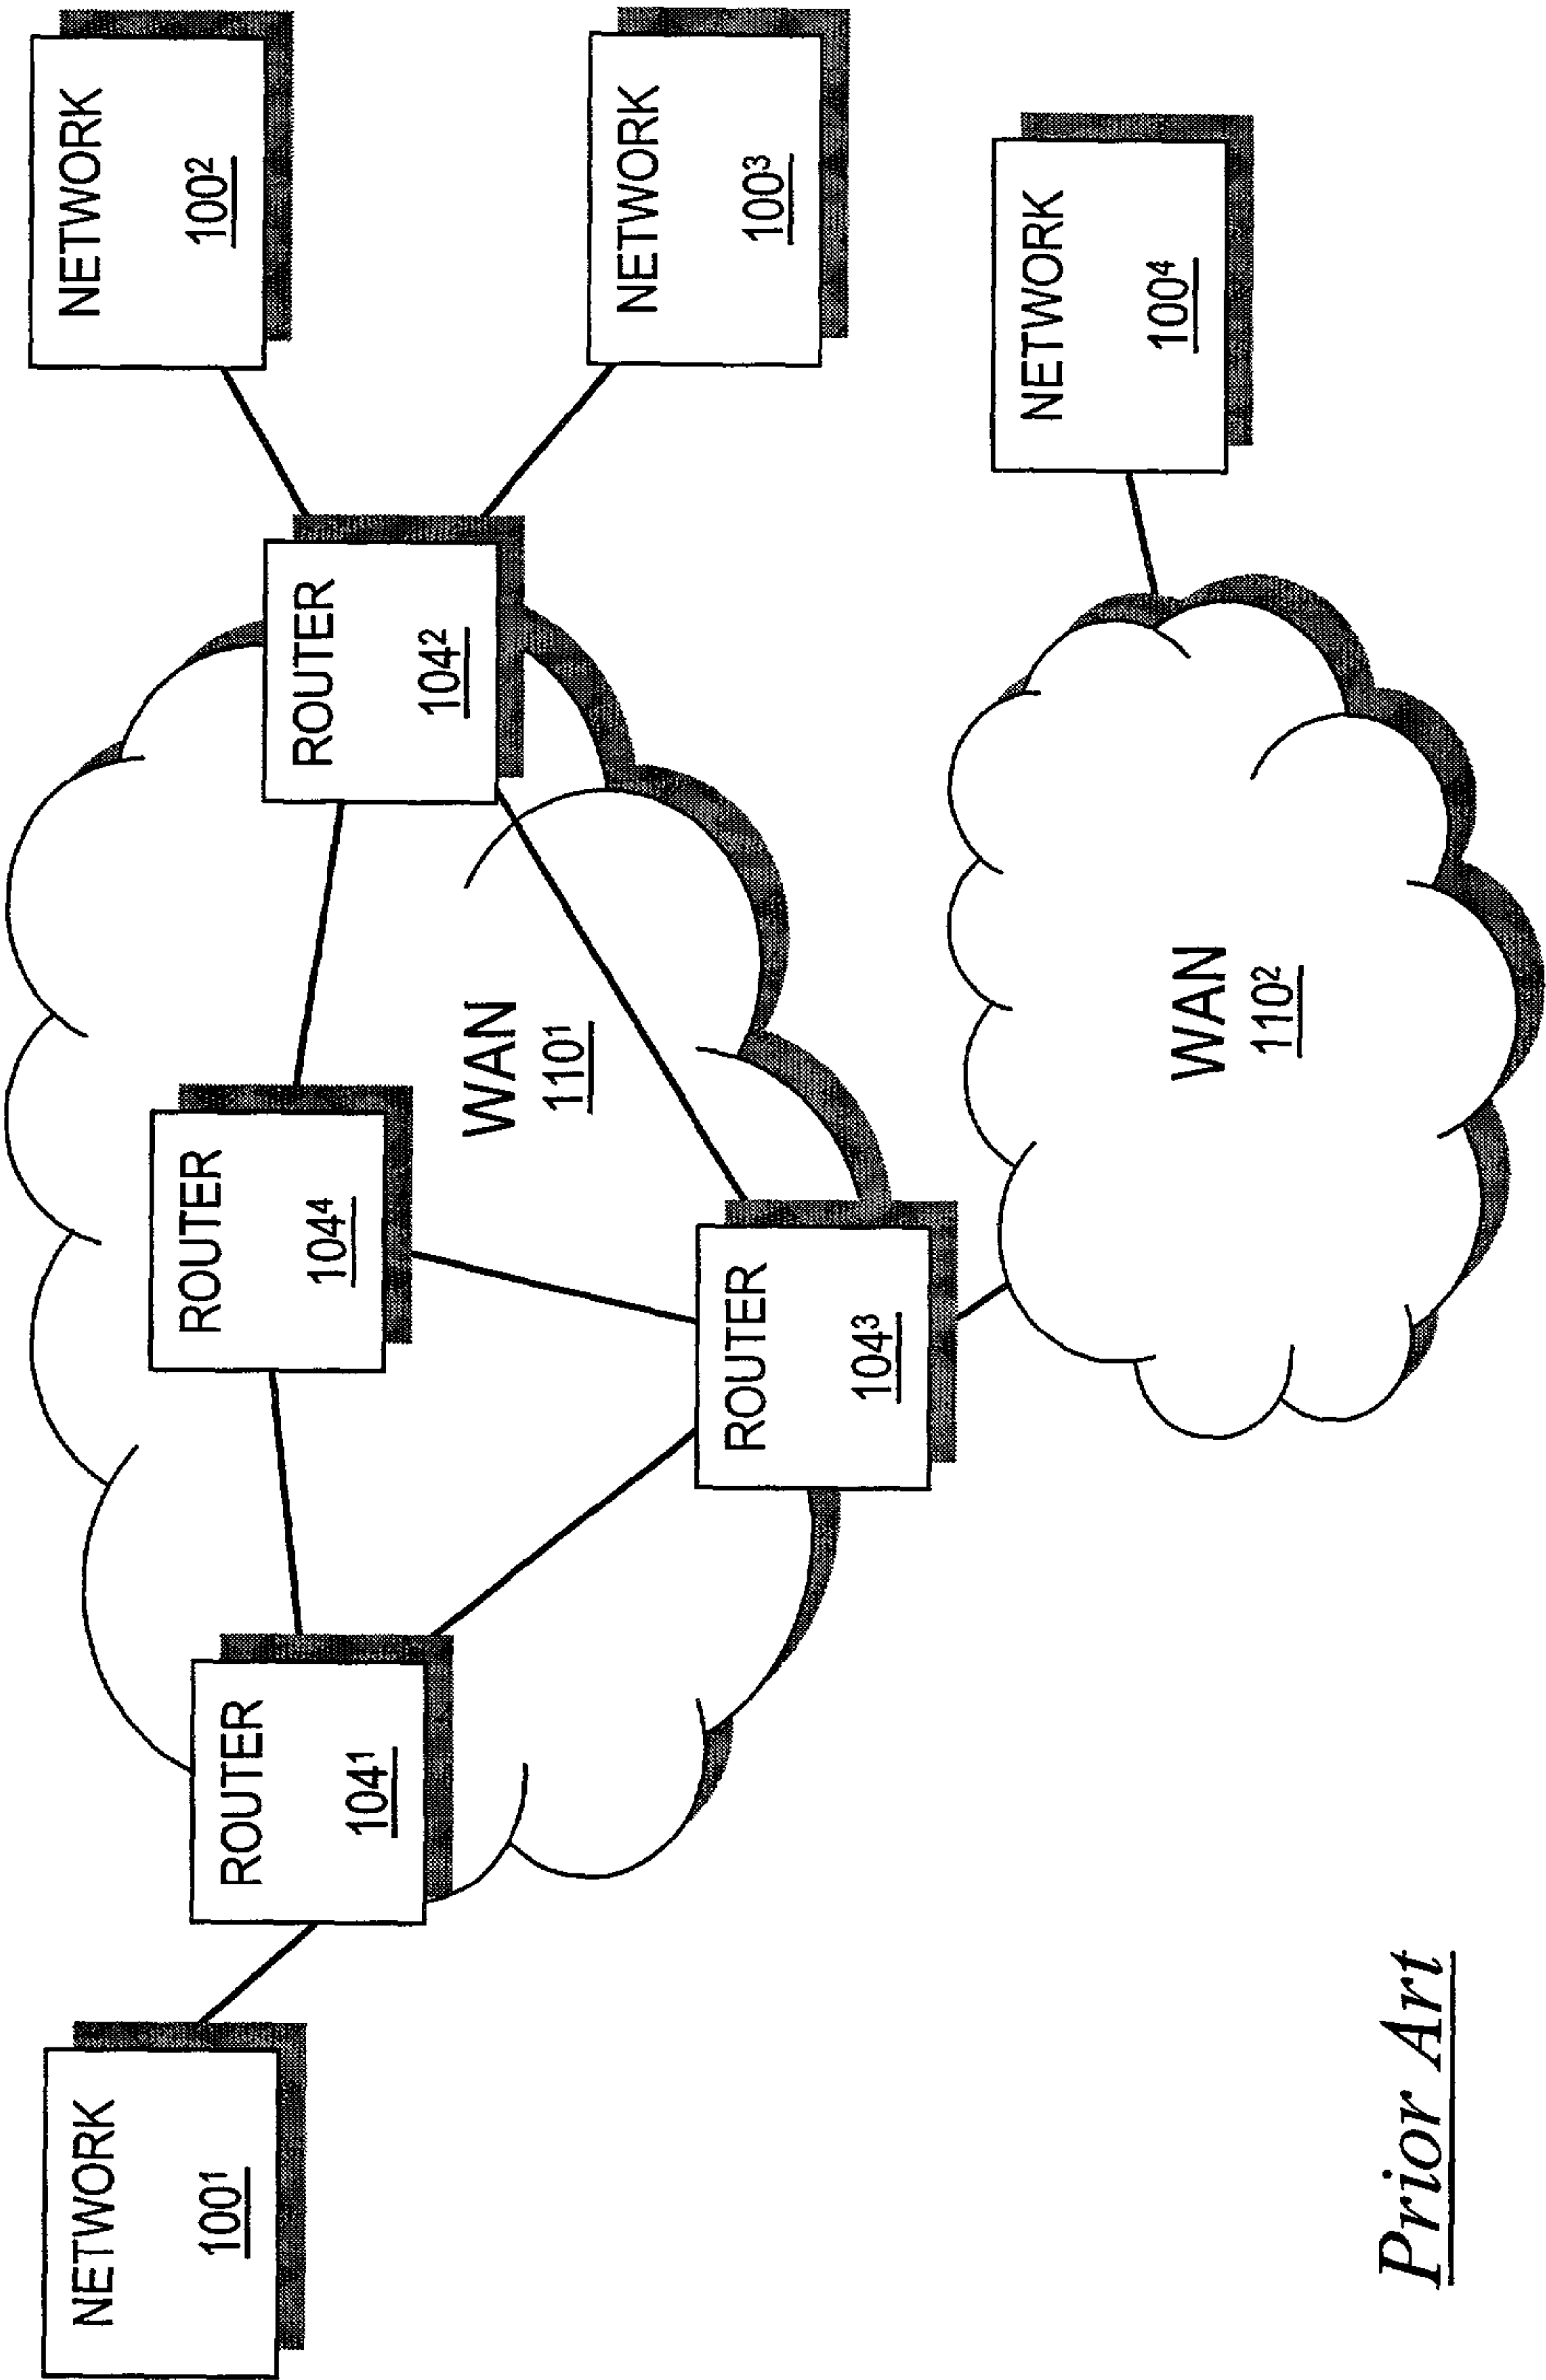 NETWORK
100¹
ROUTER
104¹
ROUTER
104⁴
ROUTER
104²
NETWORK
100²
NETWORK
100³
WAN
110¹
ROUTER
104³
WAN
110²
NETWORK
100⁴
Prior Art